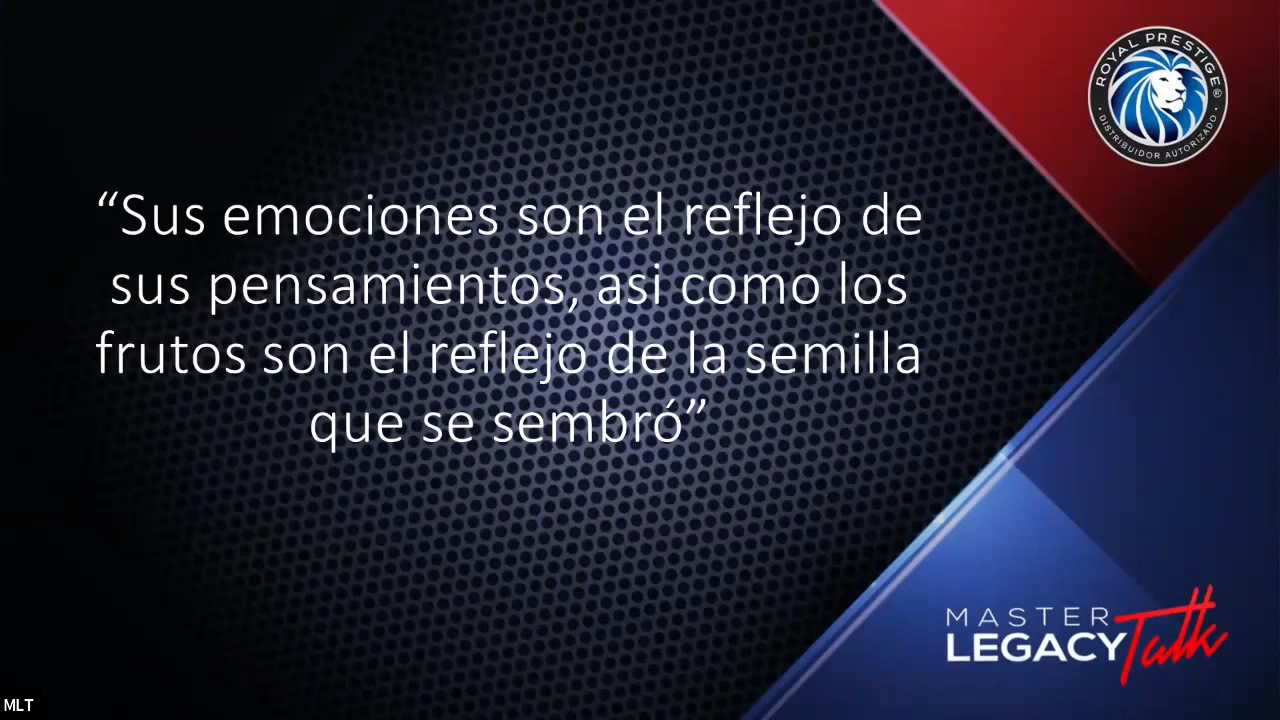 ROYAL PRESTIGE®
· DISTRIBUIDOR AUTORIZADO ·
“Sus emociones son el reflejo de
sus pensamientos, asi como los
frutos son el reflejo de la semilla
que se sembró”
MASTER
LEGACY Talk
MLT